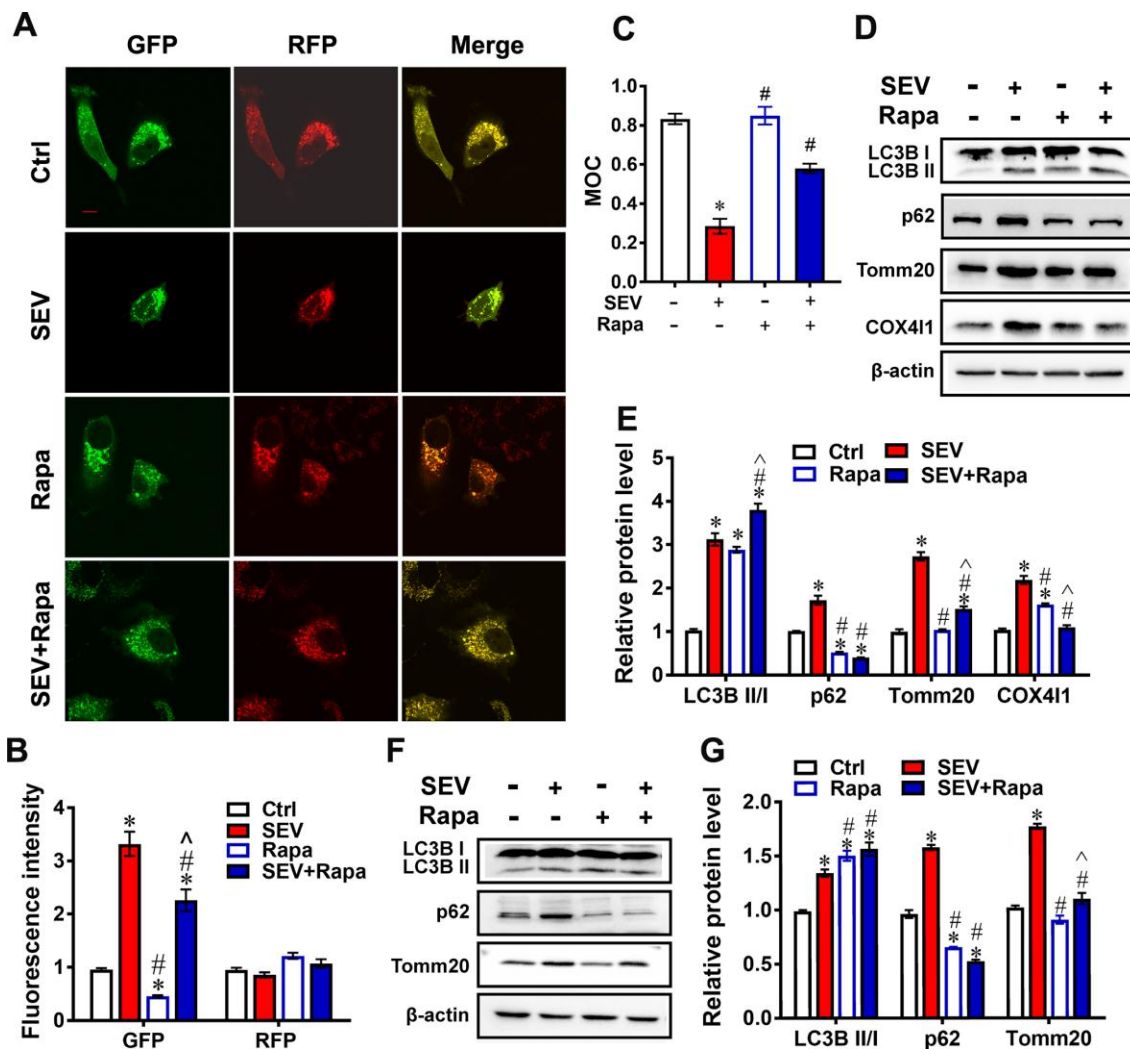 A
GFP RFP Merge
Ctrl
SEV
Rapa
SEV+Rapa
B
Fluorescence intensity
4
3
2
1
0
*
#
*
^
#
*
Ctrl
SEV
Rapa
SEV+Rapa
GFP RFP
C
MOC
1.0
0.8
0.6
0.4
0.2
0.0
*
#
#
SEV - + - +
Rapa - - + +
D
SEV - + - +
Rapa - - + +
LC3B I
LC3B II
p62
Tomm20
COX4I1
β-actin
E
Relative protein level
5
4
3
2
1
0
Ctrl SEV
Rapa SEV+Rapa
*
*
^
#
*
*
#
*
#
*
*
#
^
#
*
*
#
*
^
#
LC3B II/I p62 Tomm20 COX4I1
F
SEV - + - +
Rapa - - + +
LC3B I
LC3B II
p62
Tomm20
β-actin
G
Relative protein level
2.0
1.5
1.0
0.5
0.0
Ctrl SEV
Rapa SEV+Rapa
*
#
*
#
*
*
#
*
#
*
*
#
^
#
LC3B II/I p62 Tomm20